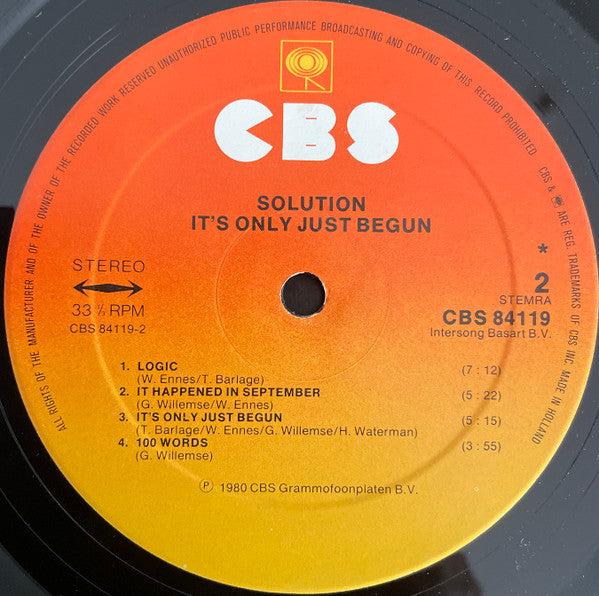 ALL RIGHTS OF THE MANUFACTURER AND OF THE OWNER OF THE RECORDED WORK RESERVED UNAUTHORIZED PUBLIC PERFORMANCE BROADCASTING AND COPYING OF THIS RECORD PROHIBITED
CBS & ARE REG. TRADEMARKS OF CBS INC. MADE IN HOLLAND
CBS
SOLUTION
IT'S ONLY JUST BEGUN
STEREO
33 ⅓ RPM
CBS 84119-2
*
2
STEMRA
CBS 84119
Intersong Basart B.V.
1. LOGIC (7 : 12)
(W. Ennes/T. Barlage)
2. IT HAPPENED IN SEPTEMBER (5 : 22)
(G. Willemse/W. Ennes)
3. IT'S ONLY JUST BEGUN (5 : 15)
(T. Barlage/W. Ennes/G. Willemse/H. Waterman)
4. 100 WORDS (3 : 55)
(G. Willemse)
℗ 1980 CBS Grammofoonplaten B.V.